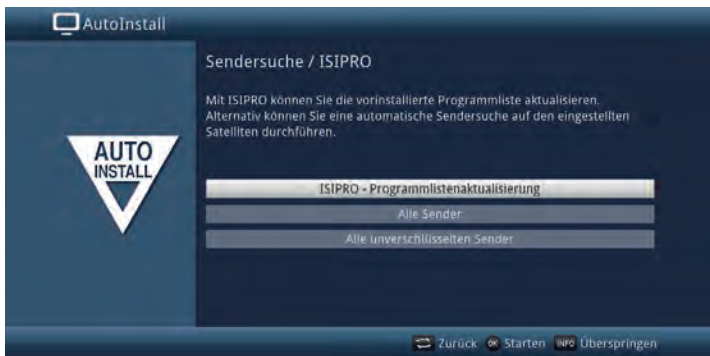 AutoInstall
Sendersuche / ISIPRO
Mit ISIPRO können Sie die vorinstallierte Programmliste aktualisieren.
Alternativ können Sie eine automatische Sendersuche auf den eingestellten
Satelliten durchführen.
AUTO
INSTALL
ISIPRO - Programmlistenaktualisierung
Alle Sender
Alle unverschlüsselten Sender
Zurück OK Starten INFO Überspringen